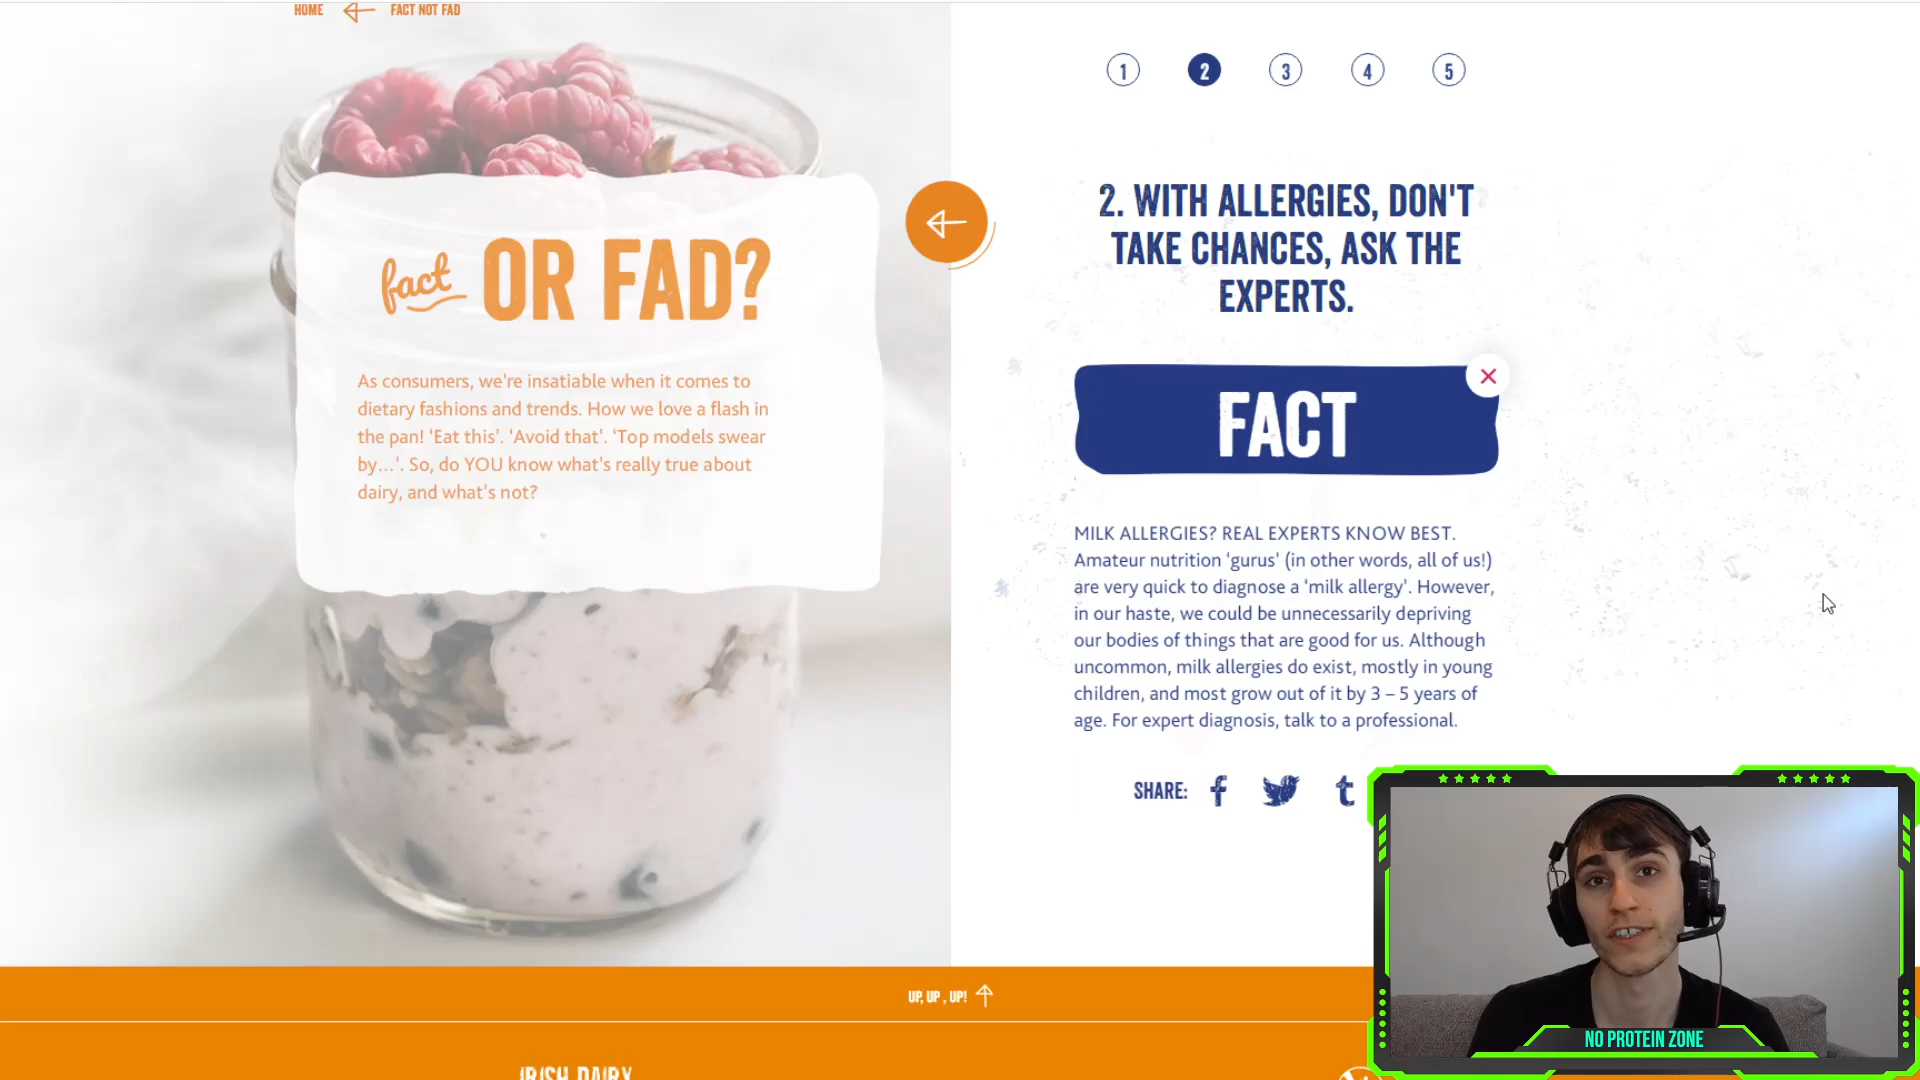 HOME
FACT NOT FAD
fact OR FAD?
As consumers, we're insatiable when it comes to
dietary fashions and trends. How we love a flash in
the pan! 'Eat this'. 'Avoid that'. 'Top models swear
by...'. So, do YOU know what's really true about
dairy, and what's not?
1
2
3
4
5
2. WITH ALLERGIES, DON'T
TAKE CHANCES, ASK THE
EXPERTS.
FACT
MILK ALLERGIES? REAL EXPERTS KNOW BEST.
Amateur nutrition 'gurus' (in other words, all of us!)
are very quick to diagnose a 'milk allergy'. However,
in our haste, we could be unnecessarily depriving
our bodies of things that are good for us. Although
uncommon, milk allergies do exist, mostly in young
children, and most grow out of it by 3 – 5 years of
age. For expert diagnosis, talk to a professional.
SHARE:
UP, UP , UP!
IRISH DAIRY
NO PROTEIN ZONE